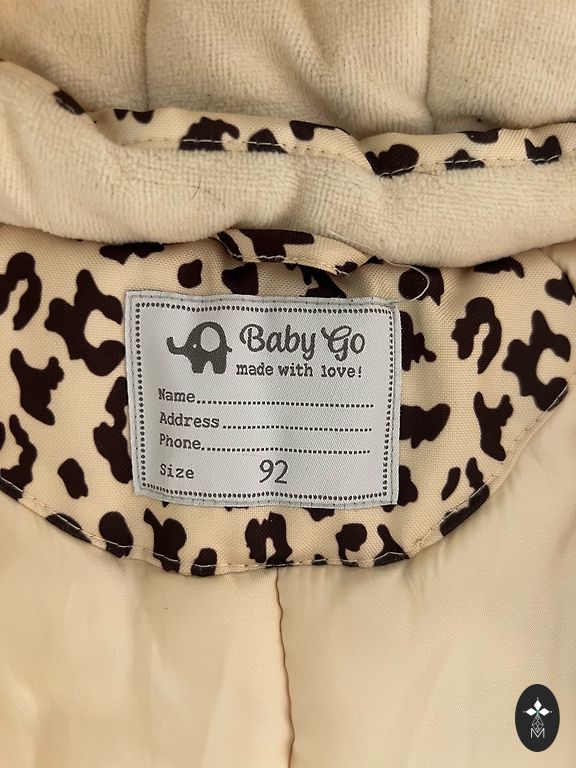 Baby Go
made with love!
Name
Address
Phone
Size 92
M